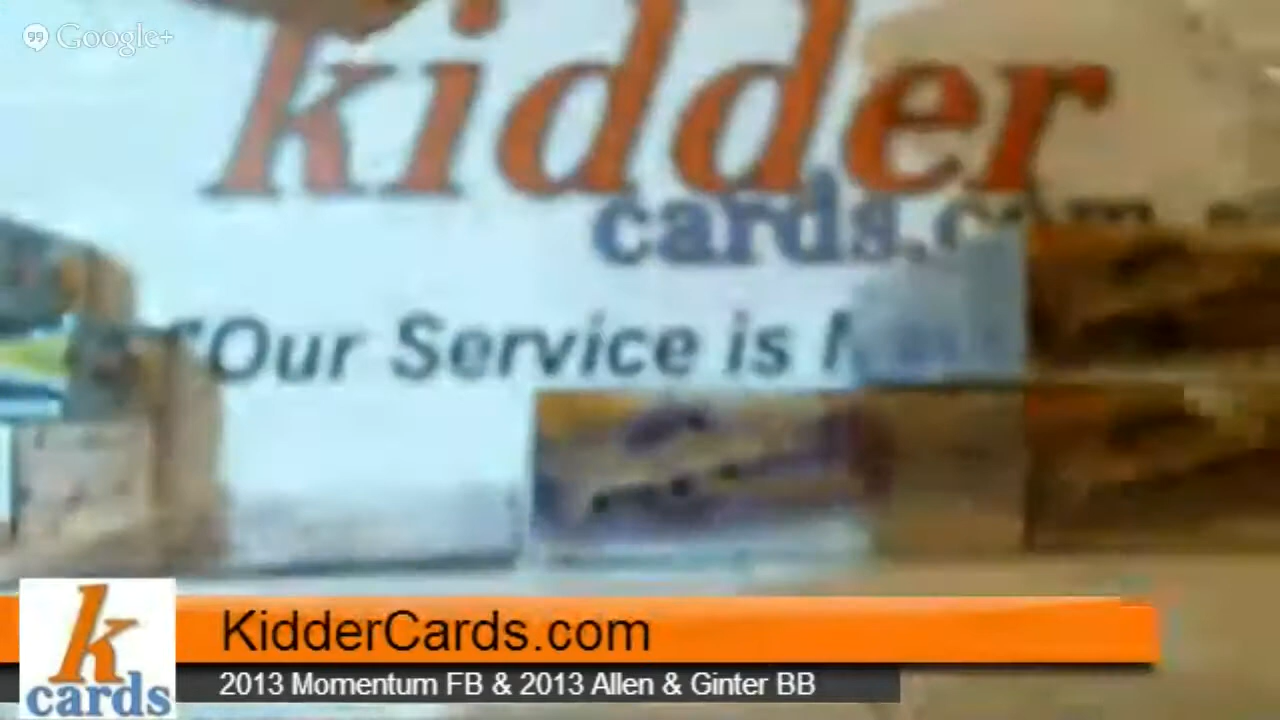 Google+
kidder
cards.c
"Our Service is
KidderCards.com
k
cards
2013 Momentum FB & 2013 Allen & Ginter BB